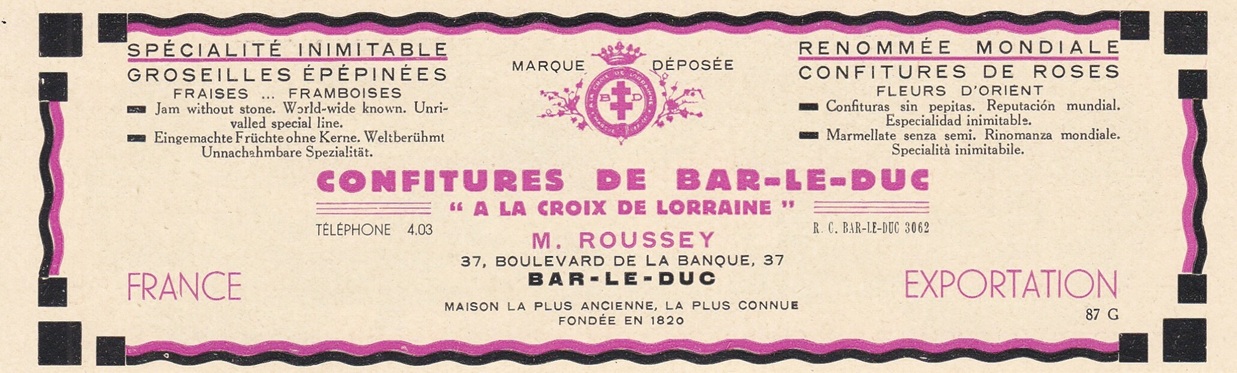 SPÉCIALITÉ INIMITABLE
GROSEILLES ÉPÉPINÉES
FRAISES ... FRAMBOISES
Jam without stone. World-wide known. Unri-
valled special line.
Eingemachte Früchte ohne Kerne. Weltberühmt
Unnachahmbare Spezialität.
MARQUE DÉPOSÉE
A LA CROIX DE LORRAINE
B D
RENOMMÉE MONDIALE
CONFITURES DE ROSES
FLEURS D'ORIENT
Confituras sin pepitas. Reputación mundial.
Especialidad inimitable.
Marmellate senza semi. Rinomanza mondiale.
Specialità inimitabile.
CONFITURES DE BAR-LE-DUC
“ A LA CROIX DE LORRAINE ”
TÉLÉPHONE 4.03
R. C. BAR-LE-DUC 3062
M. ROUSSEY
37, BOULEVARD DE LA BANQUE, 37
BAR-LE-DUC
FRANCE
EXPORTATION
MAISON LA PLUS ANCIENNE, LA PLUS CONNUE
FONDÉE EN 1820
87 G